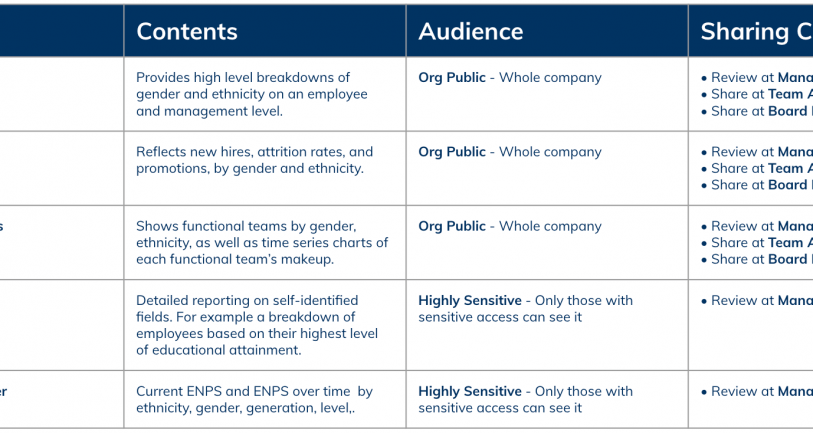 Contents
Audience
Sharing C
Provides high level breakdowns of
gender and ethnicity on an employee
and management level.
Org Public - Whole company
• Review at Mana
• Share at Team A
• Share at Board
Reflects new hires, attrition rates, and
promotions, by gender and ethnicity.
Org Public - Whole company
• Review at Mana
• Share at Team A
• Share at Board
s
Shows functional teams by gender,
ethnicity, as well as time series charts of
each functional team's makeup.
Org Public - Whole company
• Review at Mana
• Share at Team A
• Share at Board
Detailed reporting on self-identified
fields. For example a breakdown of
employees based on their highest level
of educational attainment.
Highly Sensitive - Only those with
sensitive access can see it
• Review at Mana
er
Current ENPS and ENPS over time  by
ethnicity, gender, generation, level,.
Highly Sensitive - Only those with
sensitive access can see it
• Review at Mana